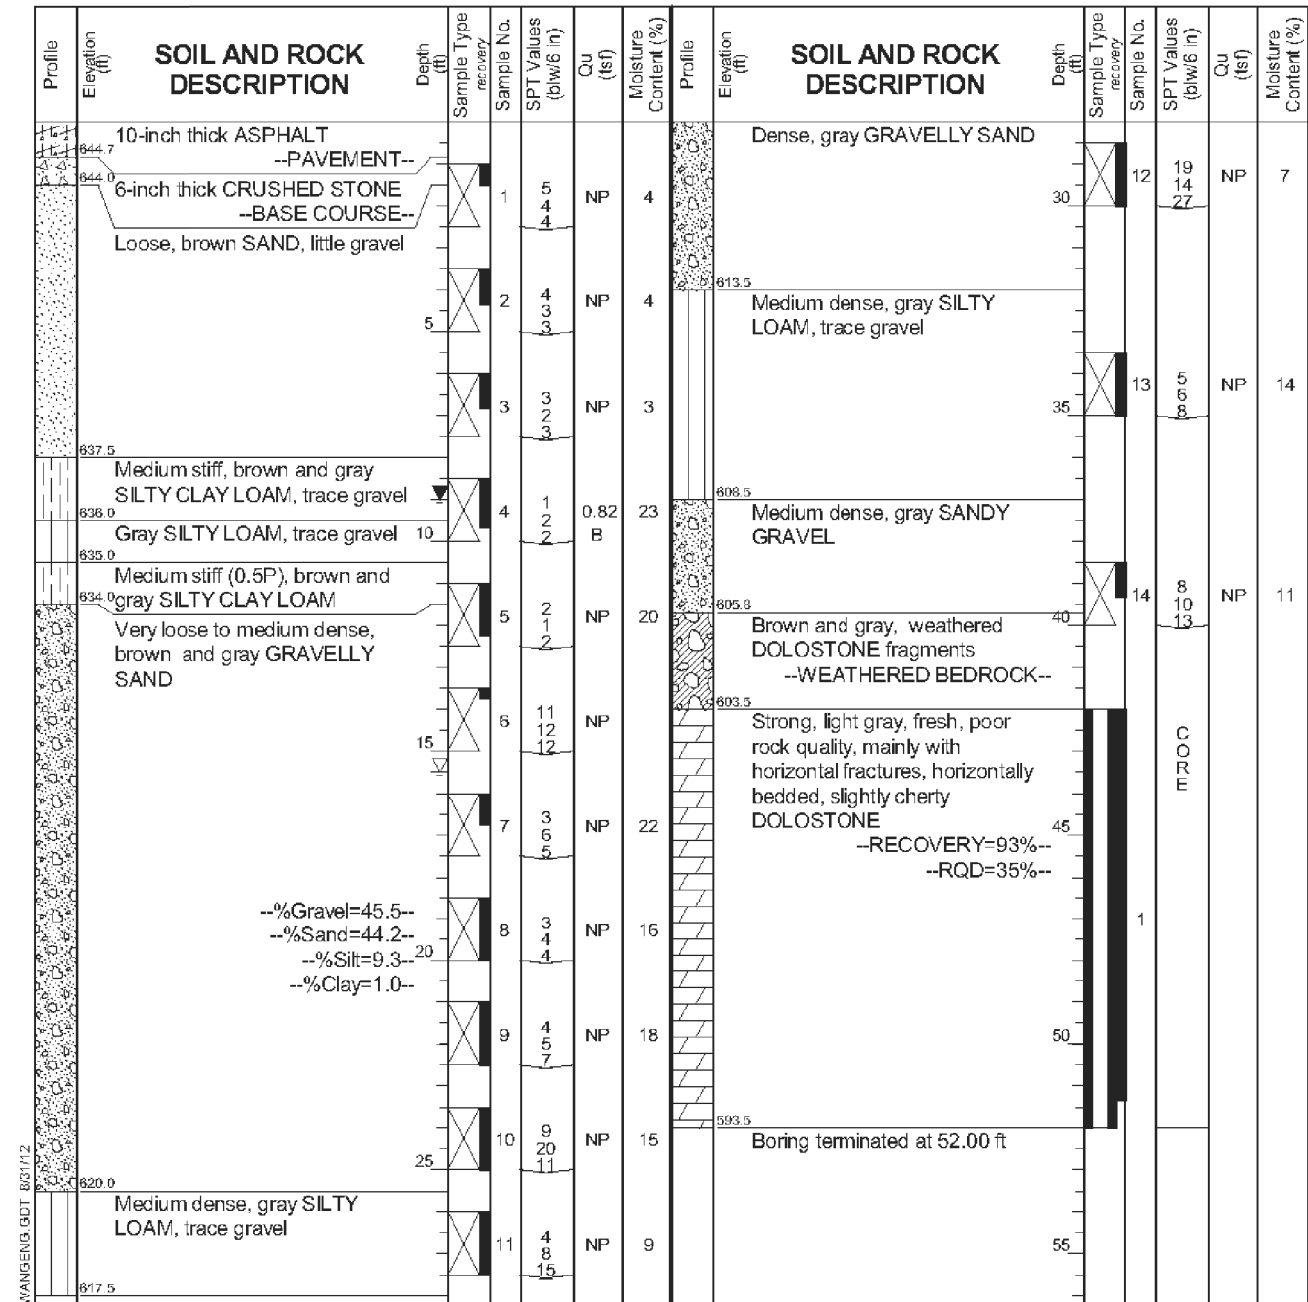 Profile
Elevation
(ft)
SOIL AND ROCK
DESCRIPTION
Depth
(ft)
Sample Type
recovery
Sample No.
SPT Values
(blw/6 in)
Qu
(tsf)
Moisture
Content (%)
10-inch thick ASPHALT
644.7
--PAVEMENT--
644.0
6-inch thick CRUSHED STONE
--BASE COURSE--
Loose, brown SAND, little gravel
1
5
4
4
NP
4
2
4
3
3
NP
4
5
3
3
2
3
NP
3
637.5
Medium stiff, brown and gray
SILTY CLAY LOAM, trace gravel
4
1
2
2
0.82
B
23
636.0
Gray SILTY LOAM, trace gravel
10
635.0
Medium stiff (0.5P), brown and
634.0
gray SILTY CLAY LOAM
5
2
1
2
NP
20
Very loose to medium dense,
brown and gray GRAVELLY
SAND
6
11
12
12
NP
15
7
3
6
5
NP
22
--%Gravel=45.5--
--%Sand=44.2--
--%Silt=9.3--
--%Clay=1.0--
8
3
4
4
NP
15
20
9
4
5
7
NP
18
10
9
20
11
NP
15
25
620.0
Medium dense, gray SILTY
LOAM, trace gravel
11
4
8
15
NP
9
617.5
WANGENG.GDT 8/31/12
Profile
Elevation
(ft)
SOIL AND ROCK
DESCRIPTION
Depth
(ft)
Sample Type
recovery
Sample No.
SPT Values
(blw/6 in)
Qu
(tsf)
Moisture
Content (%)
Dense, gray GRAVELLY SAND
12
19
14
27
NP
7
30
613.5
Medium dense, gray SILTY
LOAM, trace gravel
13
5
6
8
NP
14
35
608.5
Medium dense, gray SANDY
GRAVEL
14
8
10
13
NP
11
605.8
40
Brown and gray, weathered
DOLOSTONE fragments
--WEATHERED BEDROCK--
603.5
Strong, light gray, fresh, poor
rock quality, mainly with
horizontal fractures, horizontally
bedded, slightly cherty
DOLOSTONE
45
--RECOVERY=93%--
--RQD=35%--
C
O
R
E
1
50
593.5
Boring terminated at 52.00 ft
55